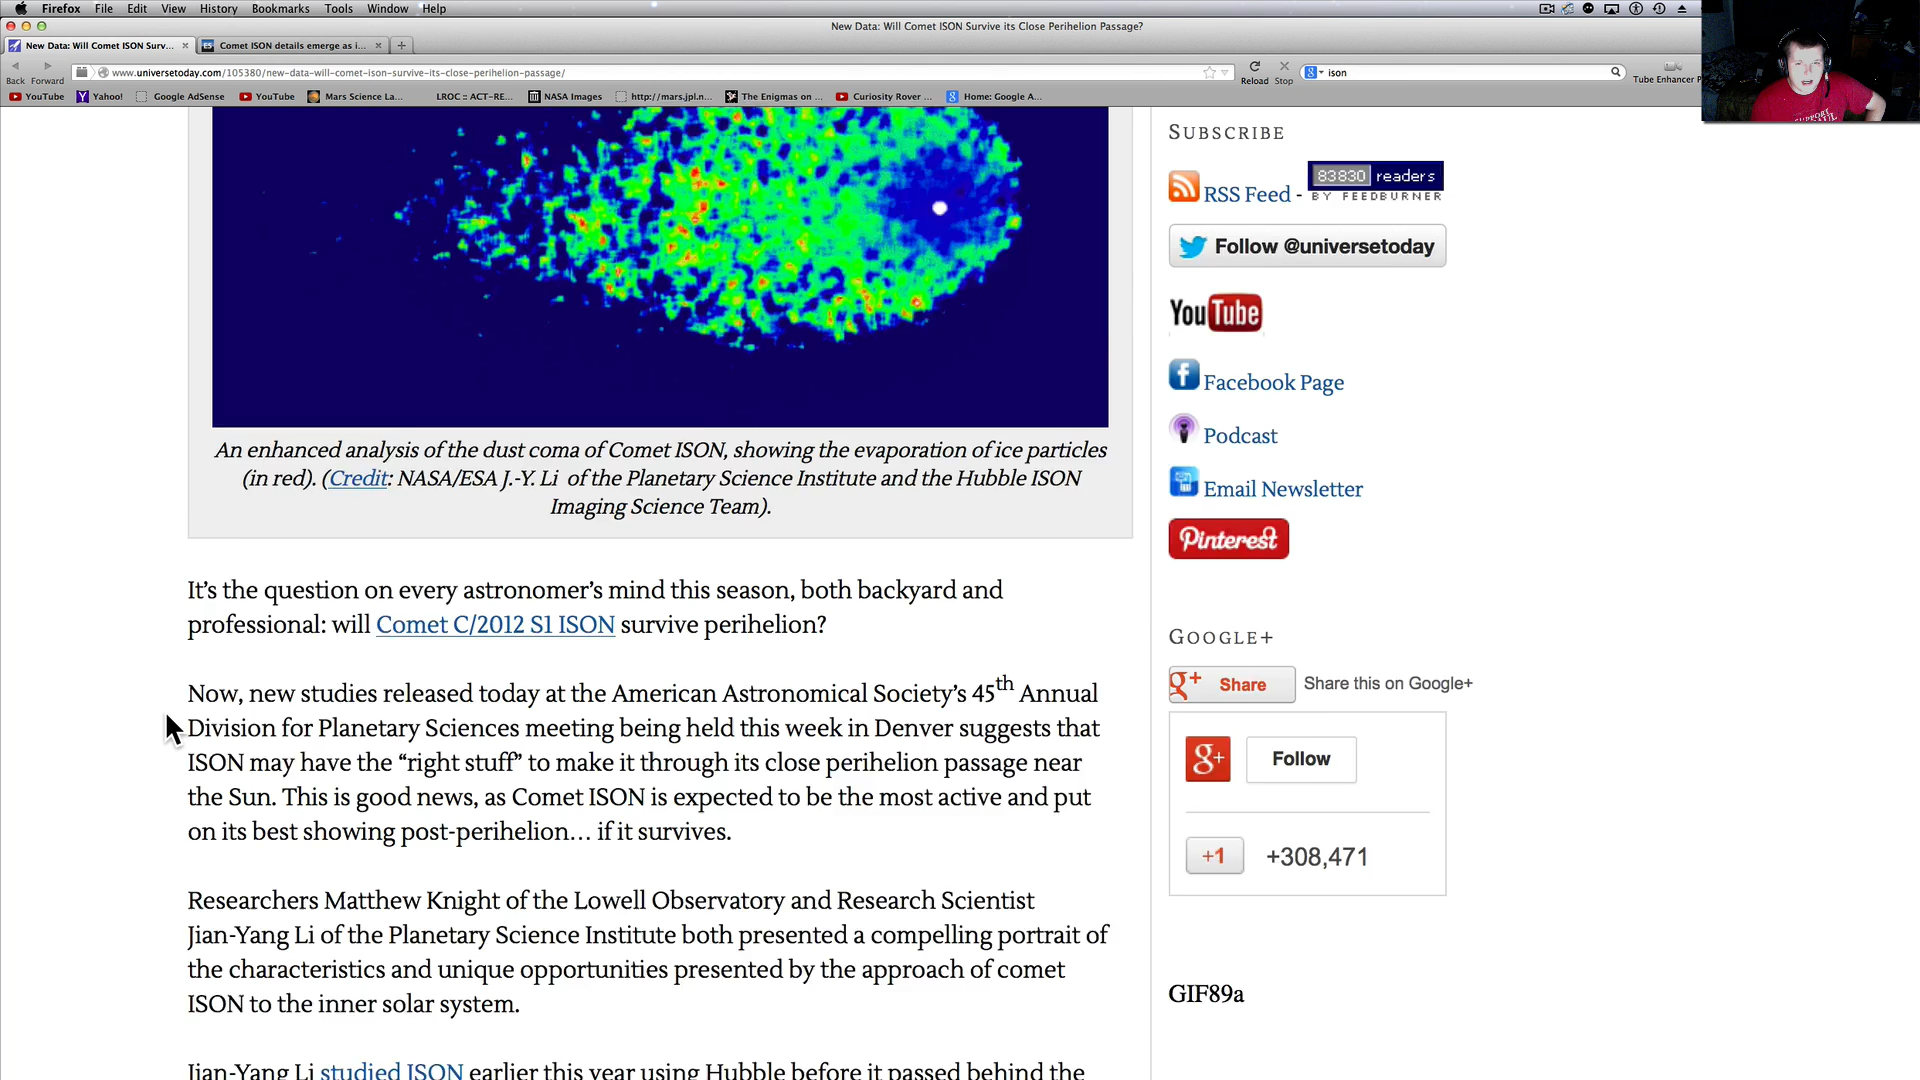 Firefox File Edit View History Bookmarks Tools Window Help
New Data: Will Comet ISON Survive its Close Perihelion Passage?
New Data: Will Comet ISON Surv... Comet ISON details emerge as i...
www.universetoday.com/105380/new-data-will-comet-ison-survive-its-close-perihelion-passage/
ison
Back Forward Reload Stop Tube Enhancer P
YouTube Yahoo! Google AdSense YouTube Mars Science La... LROC :: ACT-RE... NASA Images http://mars.jpl.n... The Enigmas on ... Curiosity Rover ... Home: Google A...
An enhanced analysis of the dust coma of Comet ISON, showing the evaporation of ice particles
(in red). (Credit: NASA/ESA J.-Y. Li of the Planetary Science Institute and the Hubble ISON
Imaging Science Team).
It’s the question on every astronomer’s mind this season, both backyard and
professional: will Comet C/2012 S1 ISON survive perihelion?
Now, new studies released today at the American Astronomical Society’s 45th Annual
Division for Planetary Sciences meeting being held this week in Denver suggests that
ISON may have the “right stuff” to make it through its close perihelion passage near
the Sun. This is good news, as Comet ISON is expected to be the most active and put
on its best showing post-perihelion… if it survives.
Researchers Matthew Knight of the Lowell Observatory and Research Scientist
Jian-Yang Li of the Planetary Science Institute both presented a compelling portrait of
the characteristics and unique opportunities presented by the approach of comet
ISON to the inner solar system.
Jian-Yang Li studied ISON earlier this year using Hubble before it passed behind the
SUBSCRIBE
RSS Feed - 83830 readers
BY FEEDBURNER
Follow @universetoday
YouTube
Facebook Page
Podcast
Email Newsletter
Pinterest
GOOGLE+
g+ Share Share this on Google+
g+ Follow
+1 +308,471
GIF89a